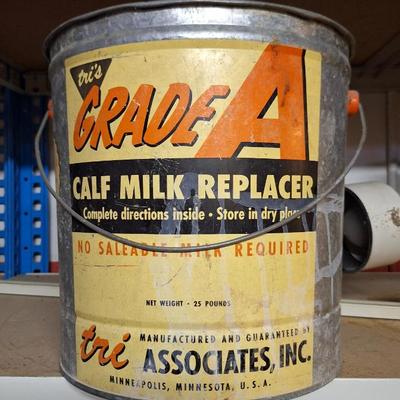 tri's
GRADE A
CALF MILK REPLACER
Complete directions inside • Store in dry place
NO SALEABLE MILK REQUIRED
NET WEIGHT - 25 POUNDS
tri MANUFACTURED AND GUARANTEED BY
ASSOCIATES, INC.
MINNEAPOLIS, MINNESOTA, U.S.A.